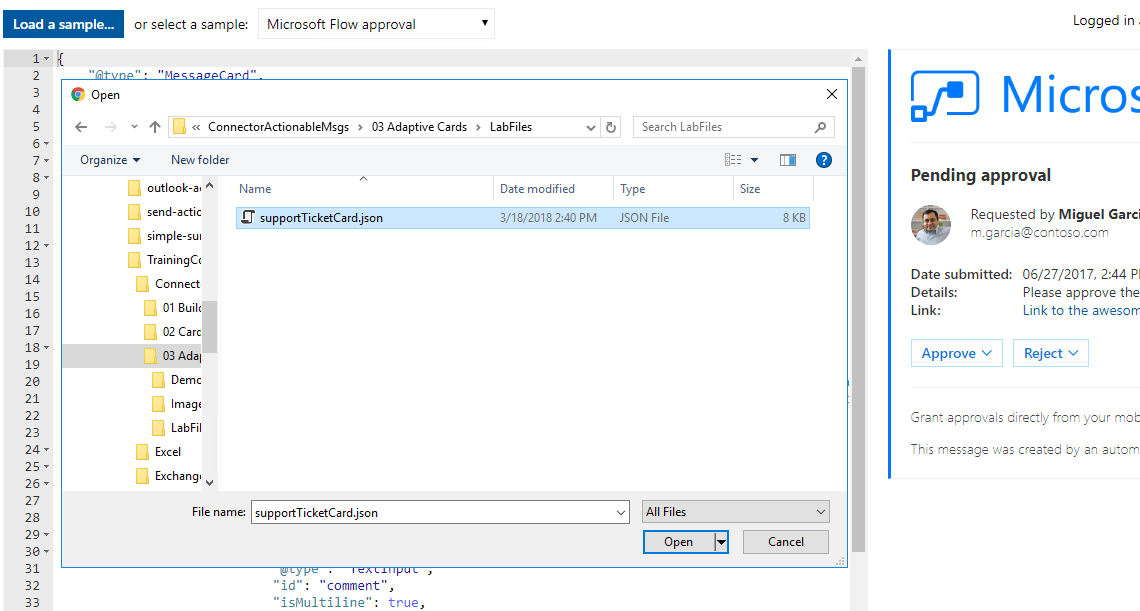 Load a sample...
or select a sample:
Microsoft Flow approval
Logged in
1
{
2
"@type": "MessageCard",
3
4
5
6
7
8
9
10
11
12
13
14
15
16
17
18
19
20
21
22
23
24
25
26
27
28
29
30
31
"@type": "TextInput",
32
"id": "comment",
33
"isMultiline": true,
Open
« ConnectorActionableMsgs > 03 Adaptive Cards > LabFiles
Search LabFiles
Organize
New folder
outlook-a
send-actic
simple-sur
TrainingCo
Connect
01 Build
02 Card
03 Adap
Demo
Image
LabFil
Excel
Exchange
Name
Date modified
Type
Size
supportTicketCard.json
3/18/2018 2:40 PM
JSON File
8 KB
File name:
supportTicketCard.json
All Files
Open
Cancel
Micros
Pending approval
Requested by Miguel Garci
m.garcia@contoso.com
Date submitted: 06/27/2017, 2:44 P
Details: Please approve the
Link: Link to the awesom
Approve
Reject
Grant approvals directly from your mob
This message was created by an autom